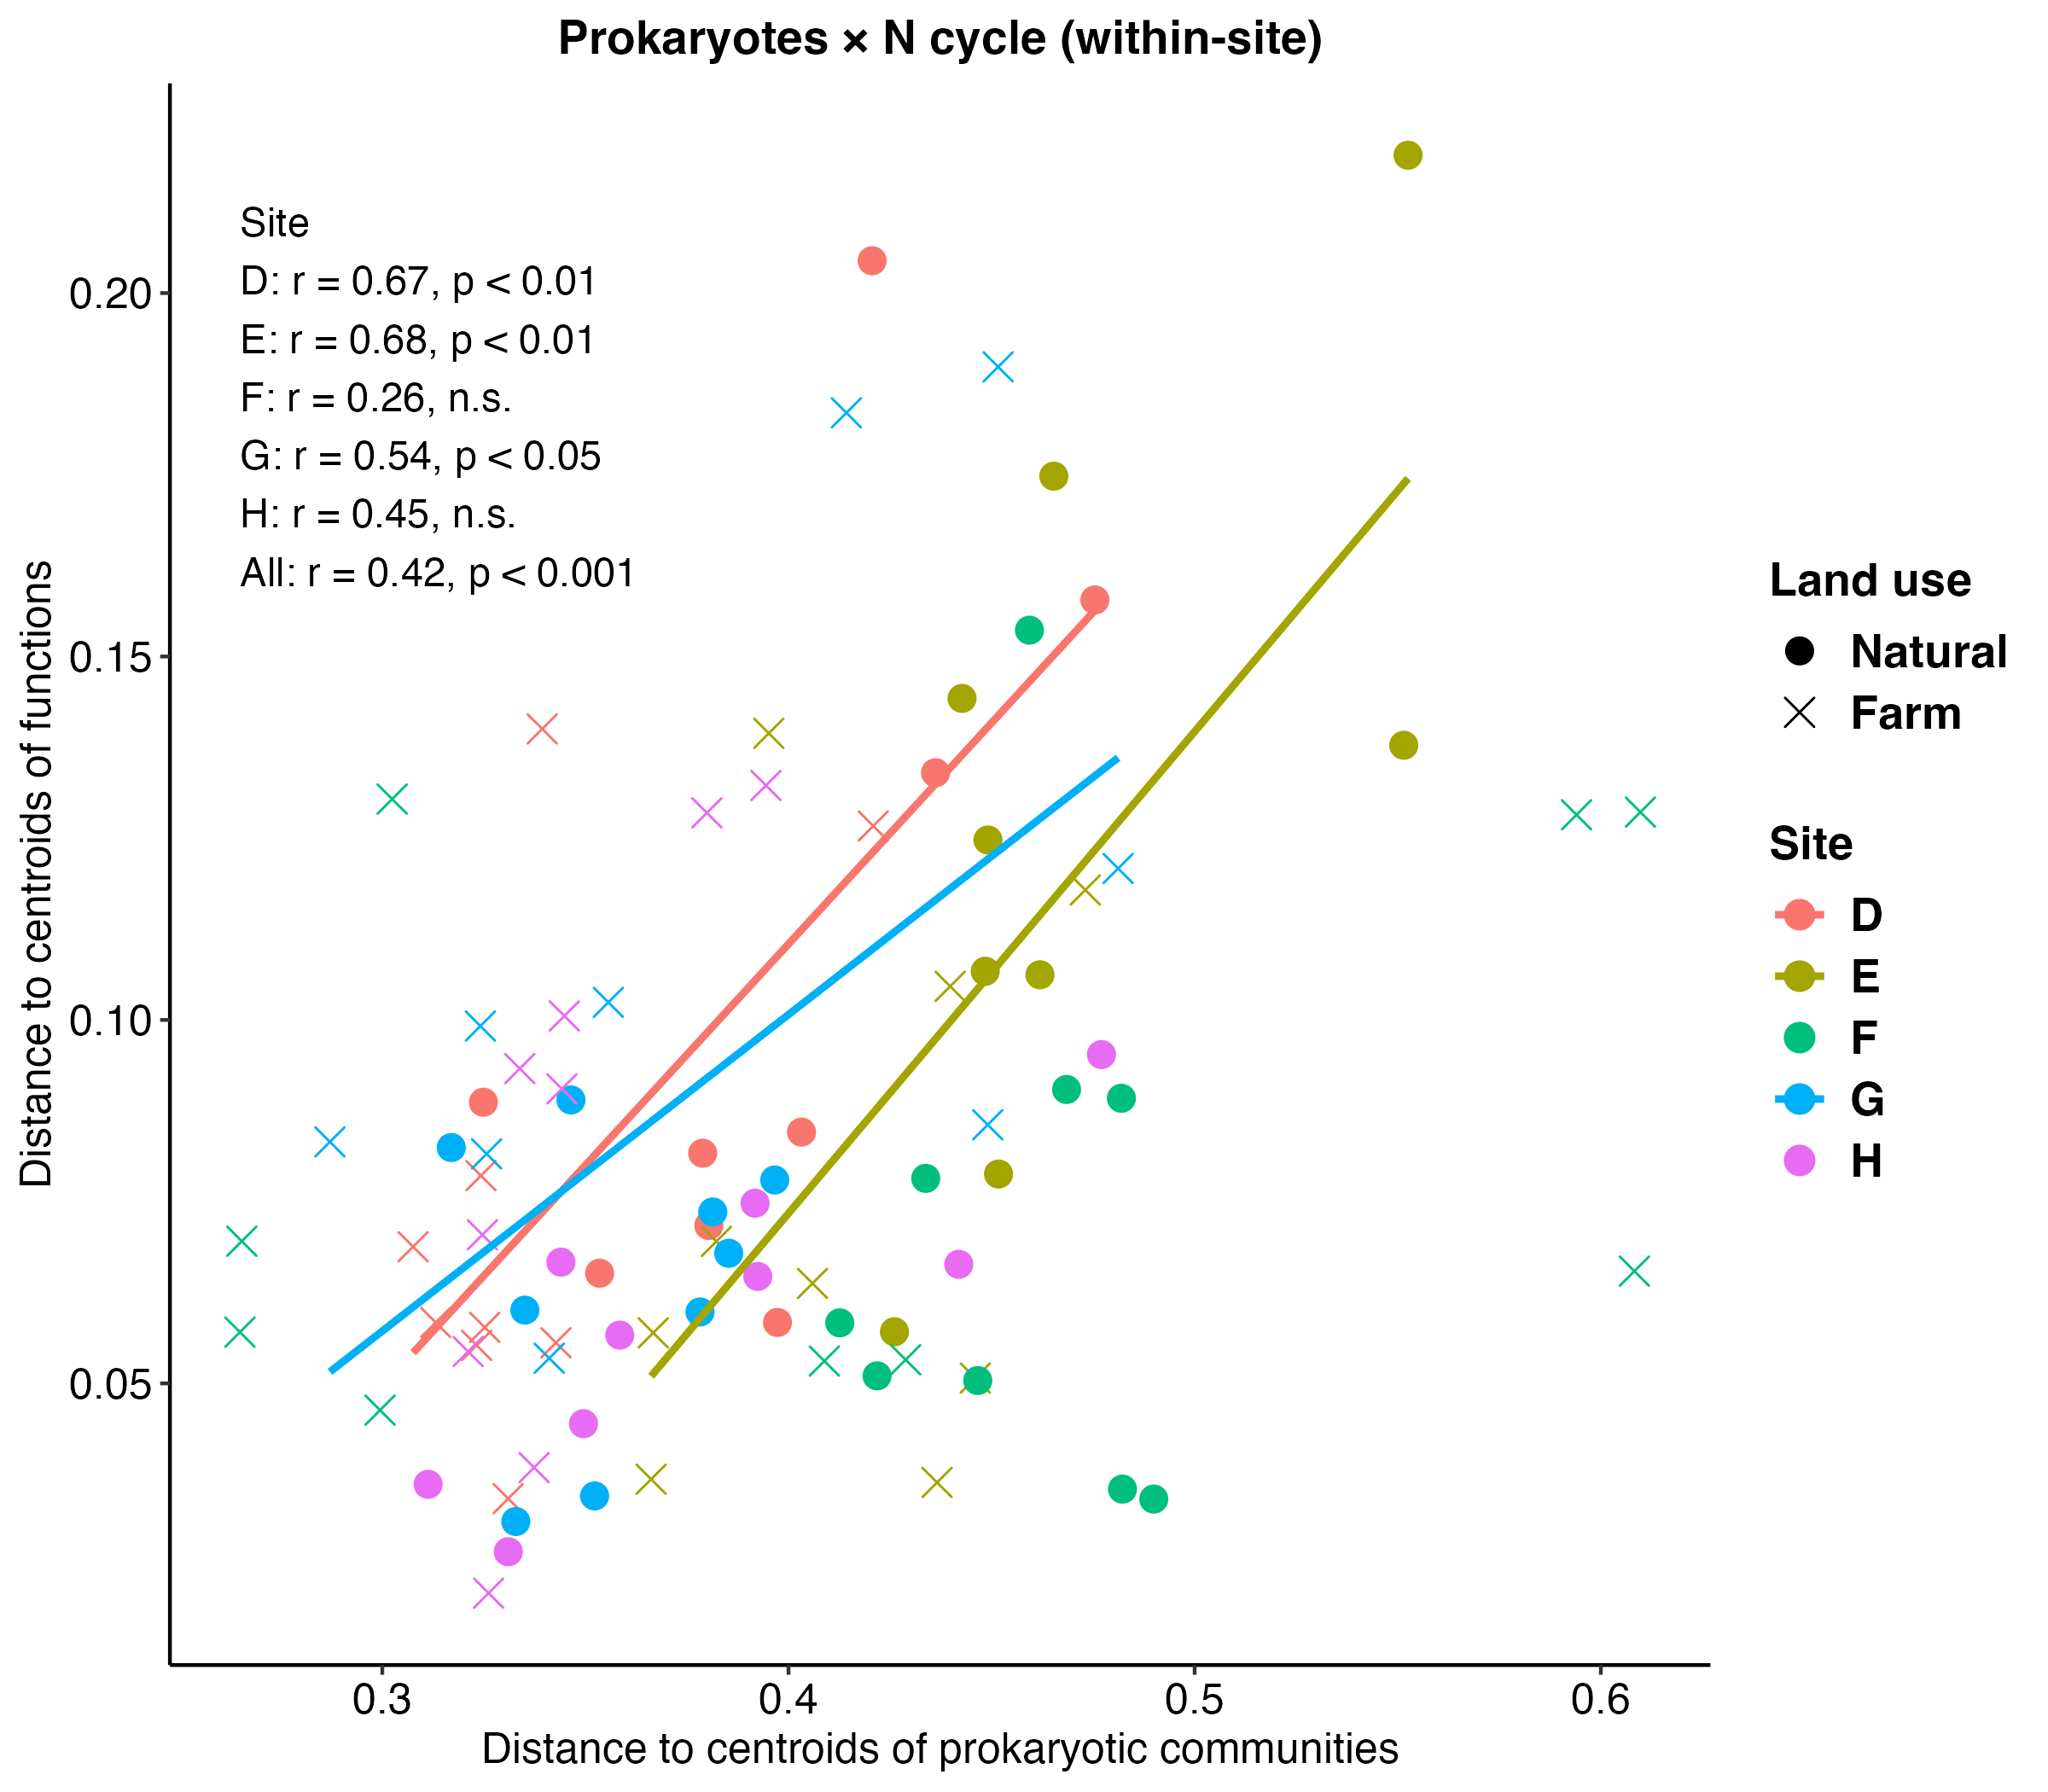 Prokaryotes × N cycle (within-site)
Site
D: r = 0.67, p < 0.01
E: r = 0.68, p < 0.01
F: r = 0.26, n.s.
G: r = 0.54, p < 0.05
H: r = 0.45, n.s.
All: r = 0.42, p < 0.001
Distance to centroids of functions
0.20
0.15
0.10
0.05
0.3
0.4
0.5
0.6
Distance to centroids of prokaryotic communities
Land use
Natural
Farm
Site
D
E
F
G
H